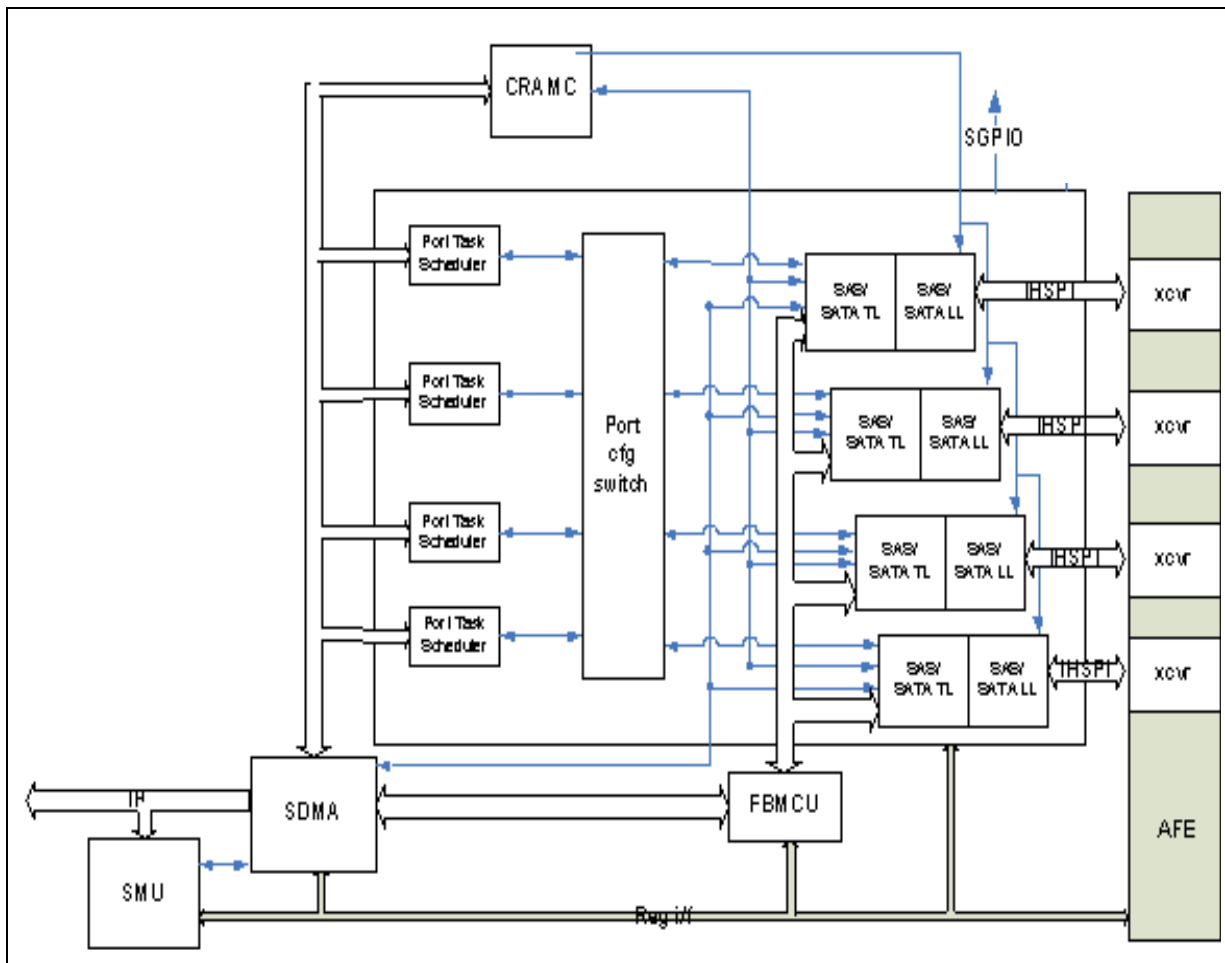 CRAMC
SGPIO
Port Task
Scheduler
SAS/
SATA TL
SAS/
SATA LL
IHSPI
xcvr
Port Task
Scheduler
SAS/
SATA TL
SAS/
SATA LL
IHSPI
xcvr
Port
cfg
switch
Port Task
Scheduler
SAS/
SATA TL
SAS/
SATA LL
IHSPI
xcvr
Port Task
Scheduler
SAS/
SATA TL
SAS/
SATA LL
IHSPI
xcvr
SDMA
FBMCU
AFE
SMU
Reg i/f